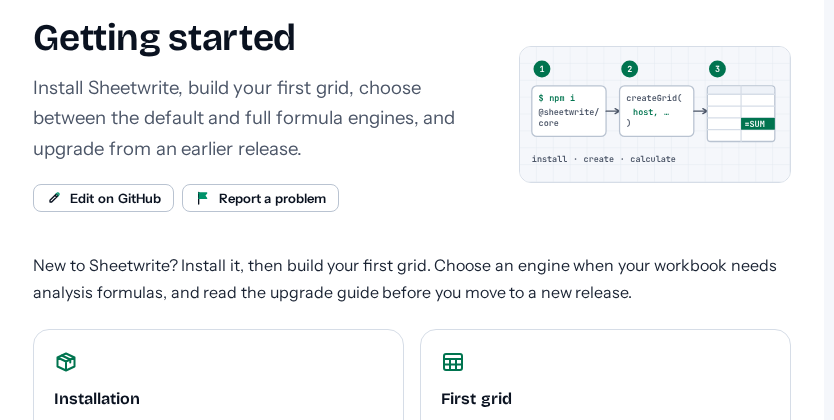 Getting started
Install Sheetwrite, build your first grid, choose
between the default and full formula engines, and
upgrade from an earlier release.
1 2 3
$ npm i
@sheetwrite/
core
createGrid(
host, …
)
=SUM
install · create · calculate
Edit on GitHub
Report a problem
New to Sheetwrite? Install it, then build your first grid. Choose an engine when your workbook needs
analysis formulas, and read the upgrade guide before you move to a new release.
Installation
First grid